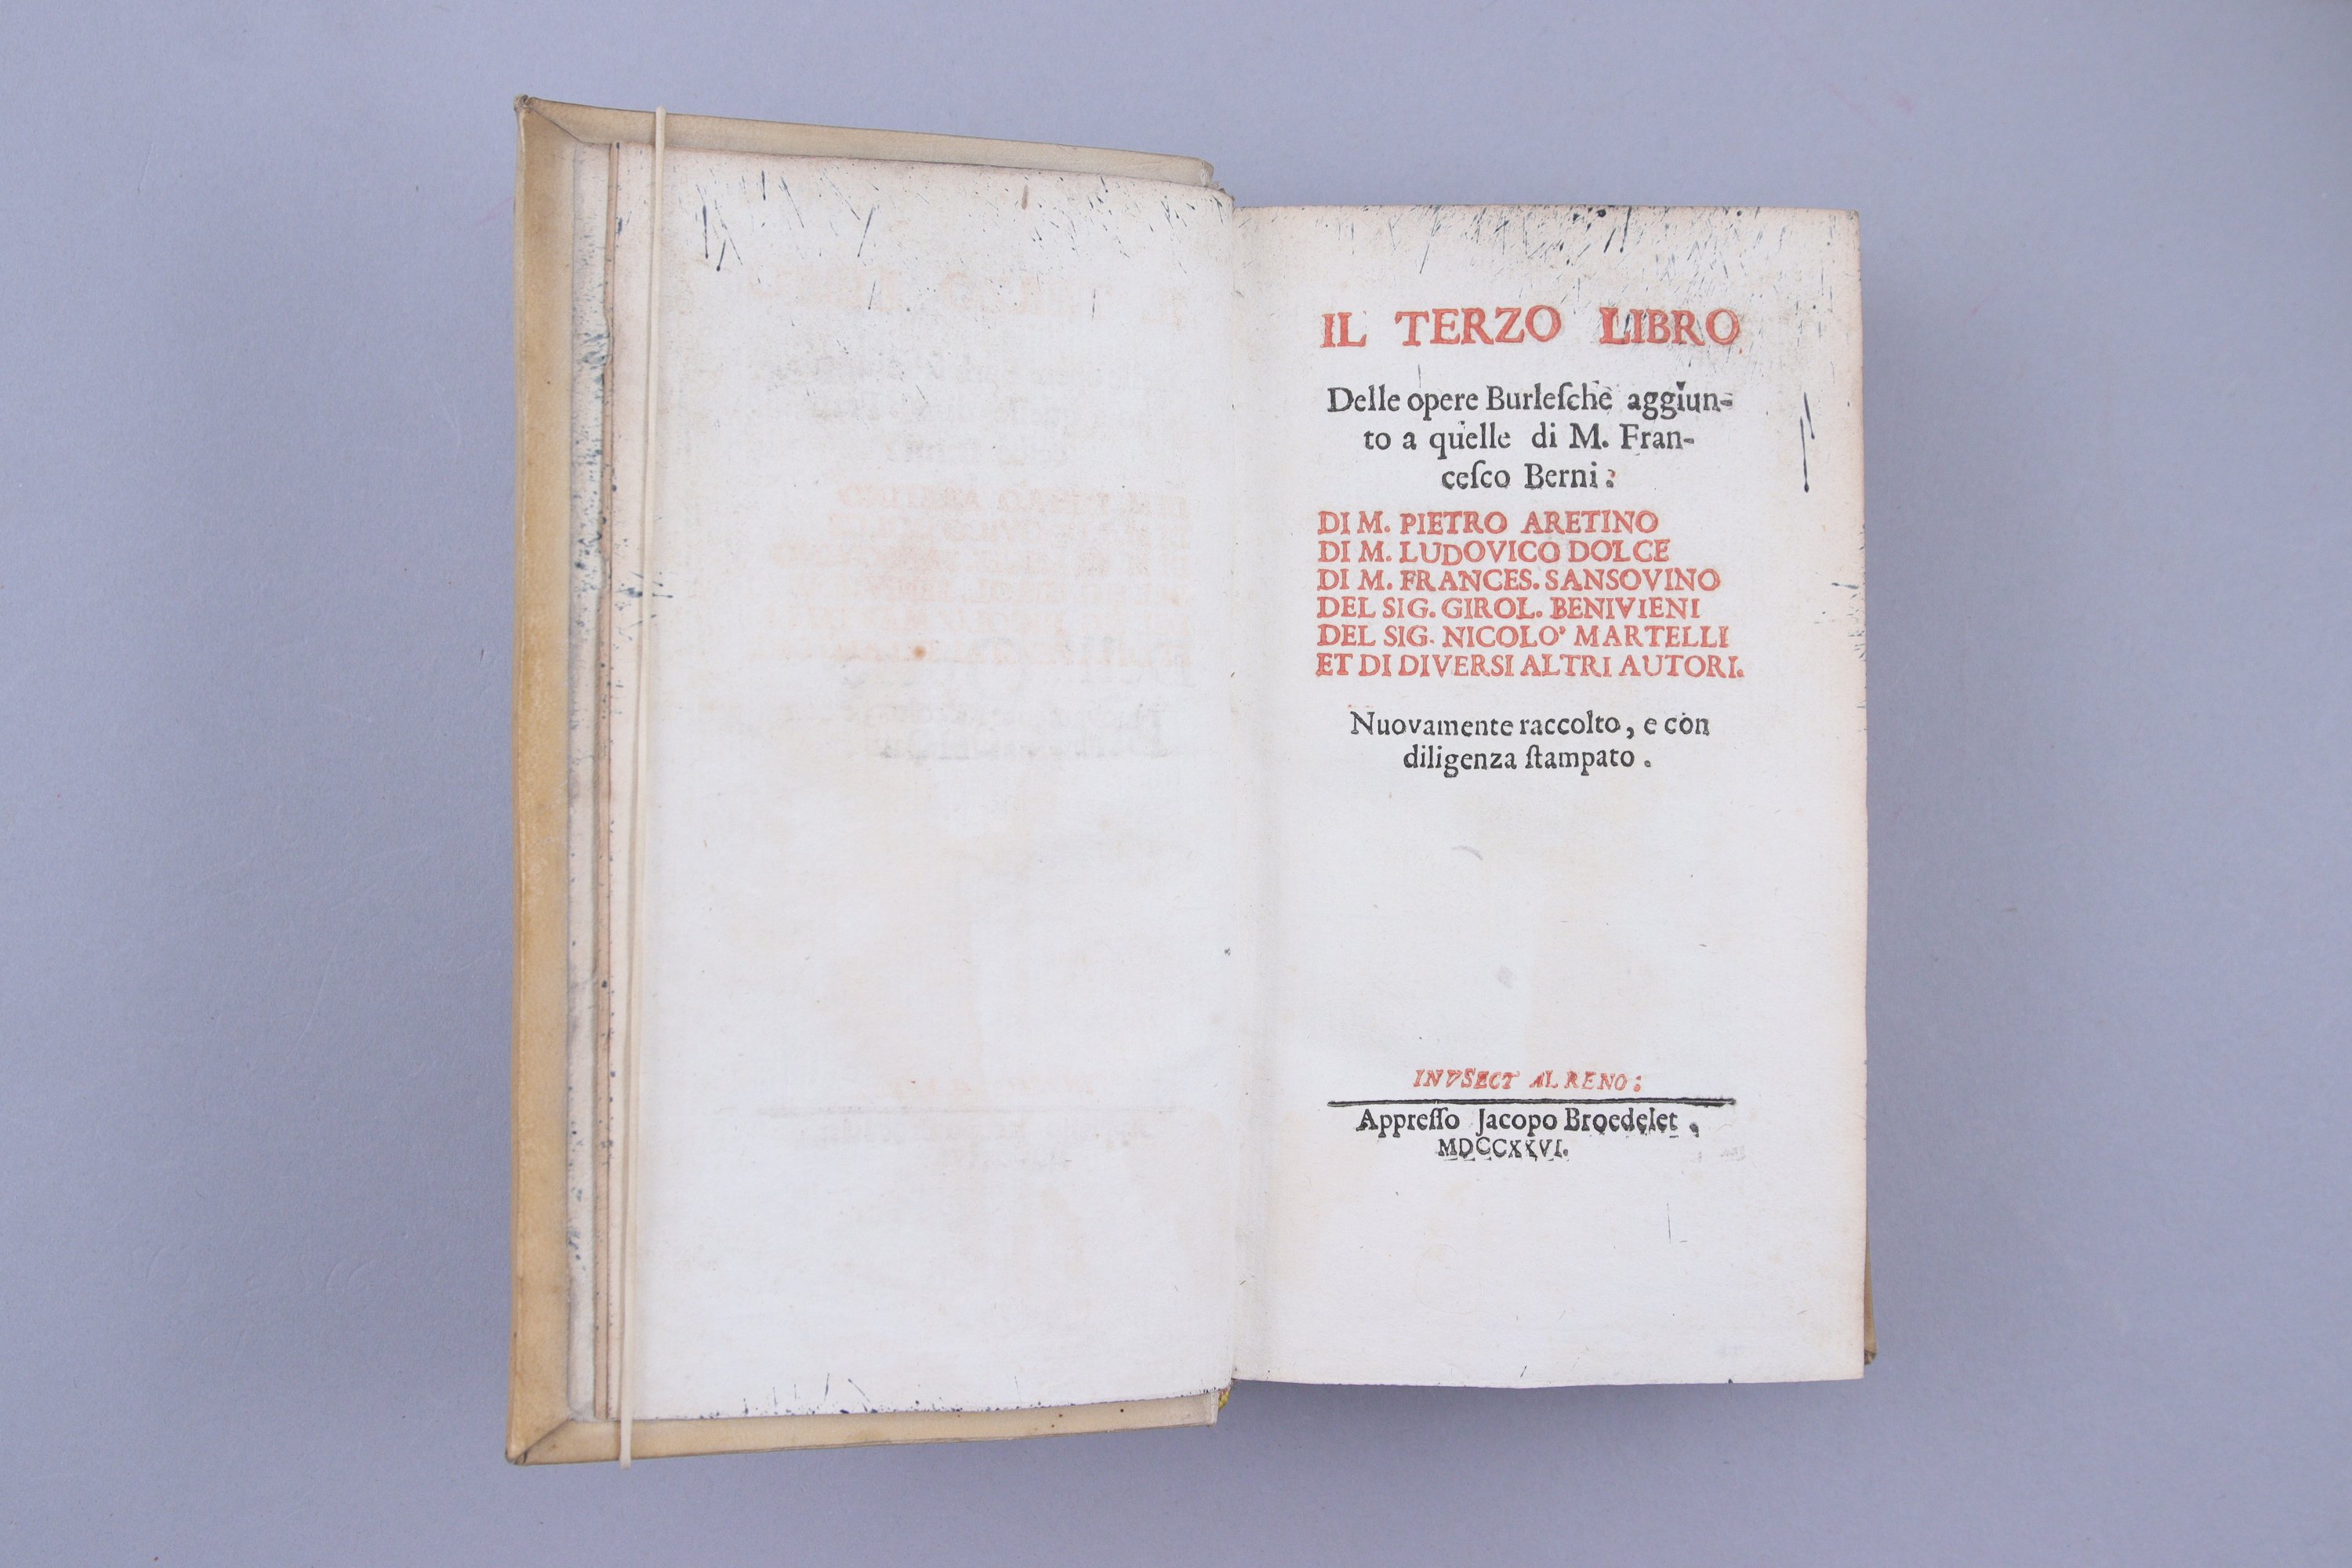 IL TERZO LIBRO
Delle opere Burleſche aggiun-
to a quelle di M. Fran-
ceſco Berni:
DI M. PIETRO ARETINO
DI M. LUDOVICO DOLCE
DI M. FRANCES. SANSOVINO
DEL SIG. GIROL. BENIVIENI
DEL SIG. NICOLO' MARTELLI
ET DI DIVERSI ALTRI AUTORI.
Nuovamente raccolto, e con
diligenza ſtampato.
INVSECT AL RENO:
Appreſſo Jacopo Broedelet.
MDCCXXVI.